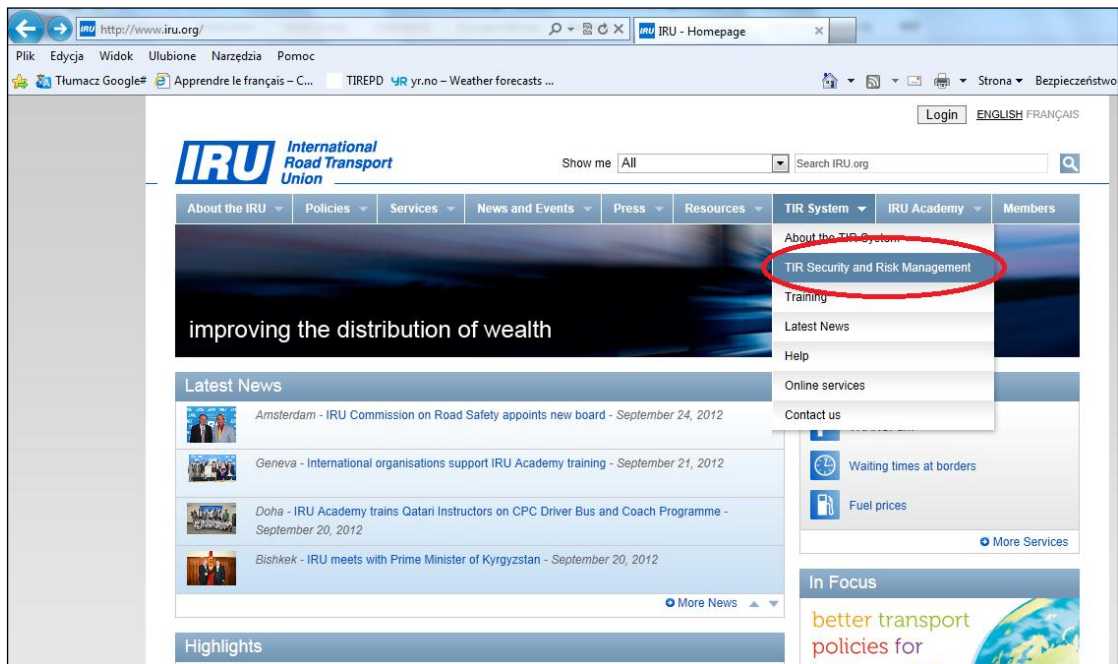 http://www.iru.org/
IRU - Homepage
Plik Edycja Widok Ulubione Narzędzia Pomoc
Tłumacz Google# Apprendre le français – C... TIREPD yr.no – Weather forecasts ... Strona Bezpieczeństwo
Login ENGLISH FRANÇAIS
IRU International
Road Transport
Union
Show me All Search IRU.org
About the IRU Policies Services News and Events Press Resources TIR System IRU Academy Members
About the TIR System
TIR Security and Risk Management
Training
Latest News
Help
Online services
Contact us
improving the distribution of wealth
Latest News
Amsterdam - IRU Commission on Road Safety appoints new board - September 24, 2012
Geneva - International organisations support IRU Academy training - September 21, 2012
Doha - IRU Academy trains Qatari Instructors on CPC Driver Bus and Coach Programme -
September 20, 2012
Bishkek - IRU meets with Prime Minister of Kyrgyzstan - September 20, 2012
More News
Waiting times at borders
Fuel prices
More Services
In Focus
better transport
policies for
Highlights